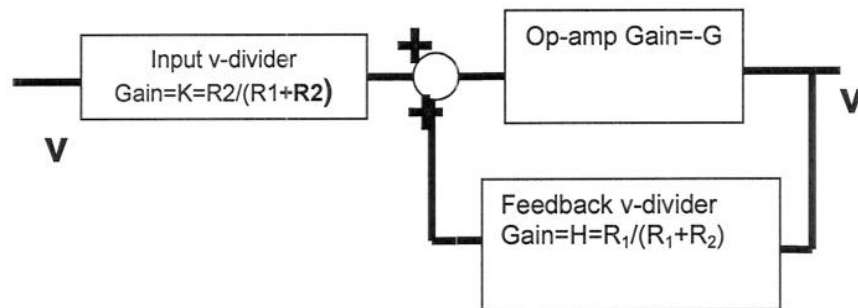 Input v-divider
Gain=K=R2/(R1+R2)
+
Op-amp Gain=-G
+
V
V
Feedback v-divider
Gain=H=R₁/(R₁+R₂)